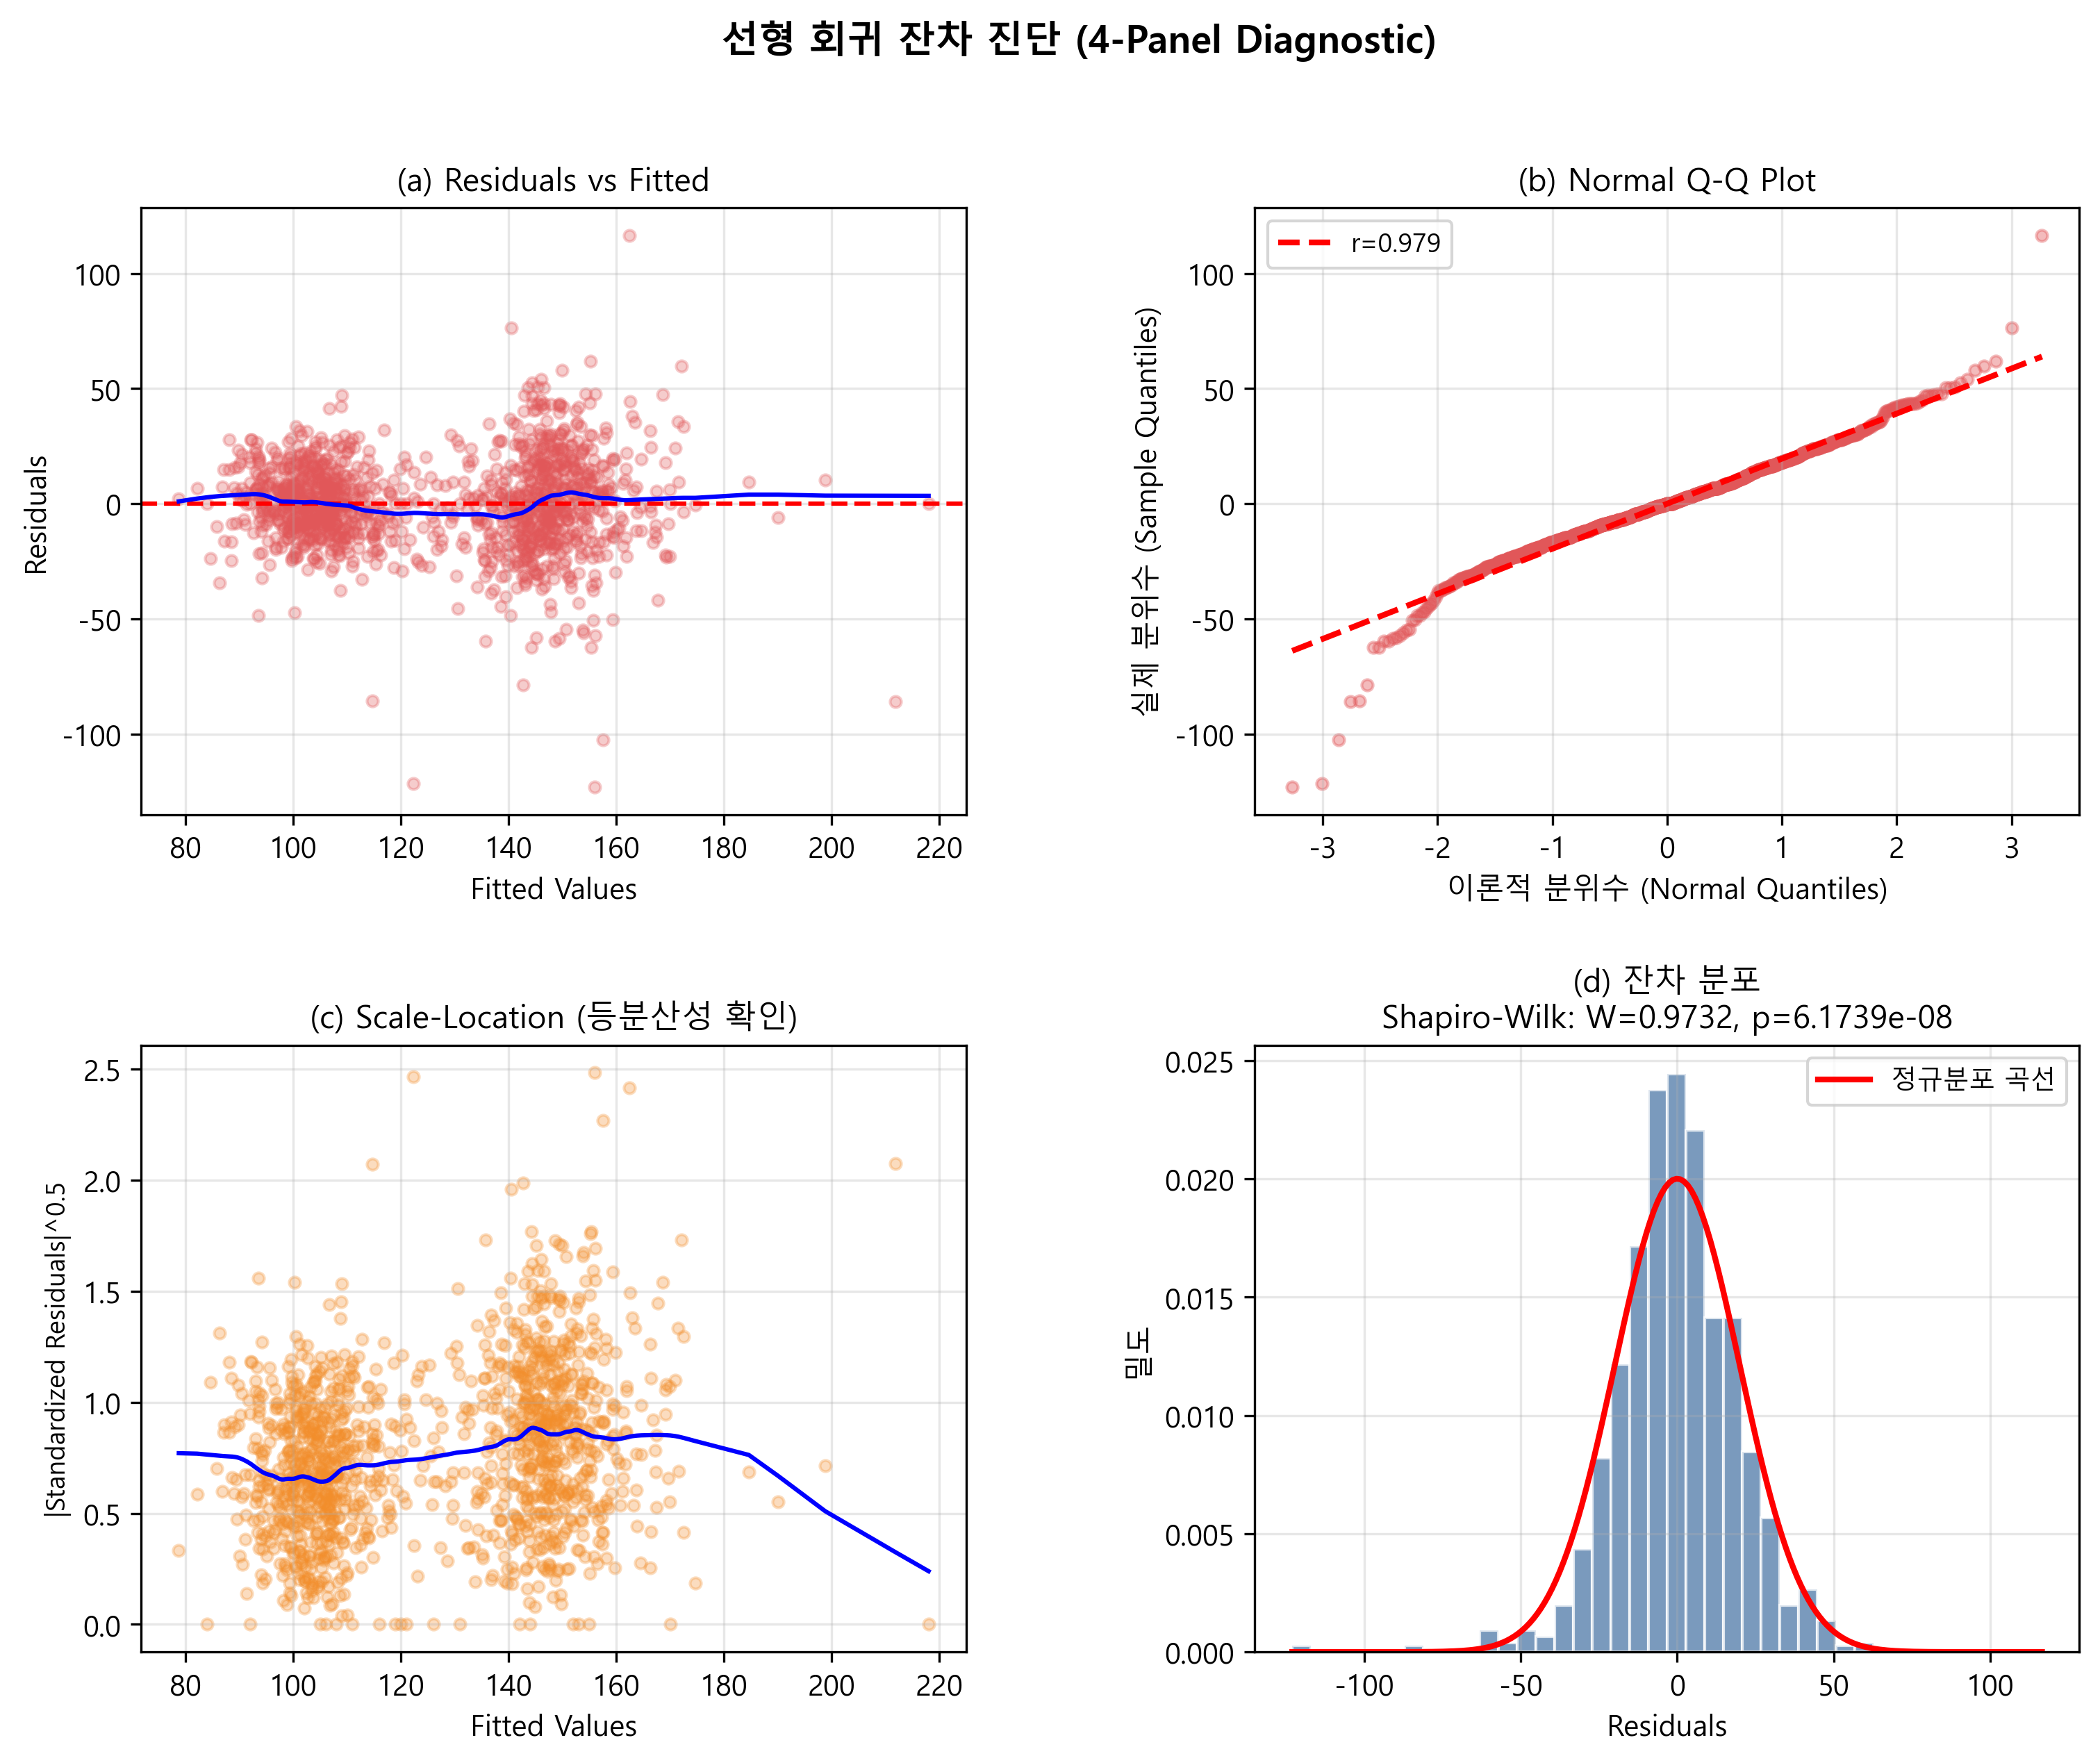 선형 회귀 잔차 진단 (4-Panel Diagnostic)
(a) Residuals vs Fitted
100
50
0
-50
-100
Residuals
80 100 120 140 160 180 200 220
Fitted Values
(b) Normal Q-Q Plot
r=0.979
100
50
0
-50
-100
실제 분위수 (Sample Quantiles)
-3 -2 -1 0 1 2 3
이론적 분위수 (Normal Quantiles)
(c) Scale-Location (등분산성 확인)
2.5
2.0
1.5
1.0
0.5
0.0
|Standardized Residuals|^0.5
80 100 120 140 160 180 200 220
Fitted Values
(d) 잔차 분포
Shapiro-Wilk: W=0.9732, p=6.1739e-08
정규분포 곡선
0.025
0.020
0.015
0.010
0.005
0.000
밀도
-100 -50 0 50 100
Residuals